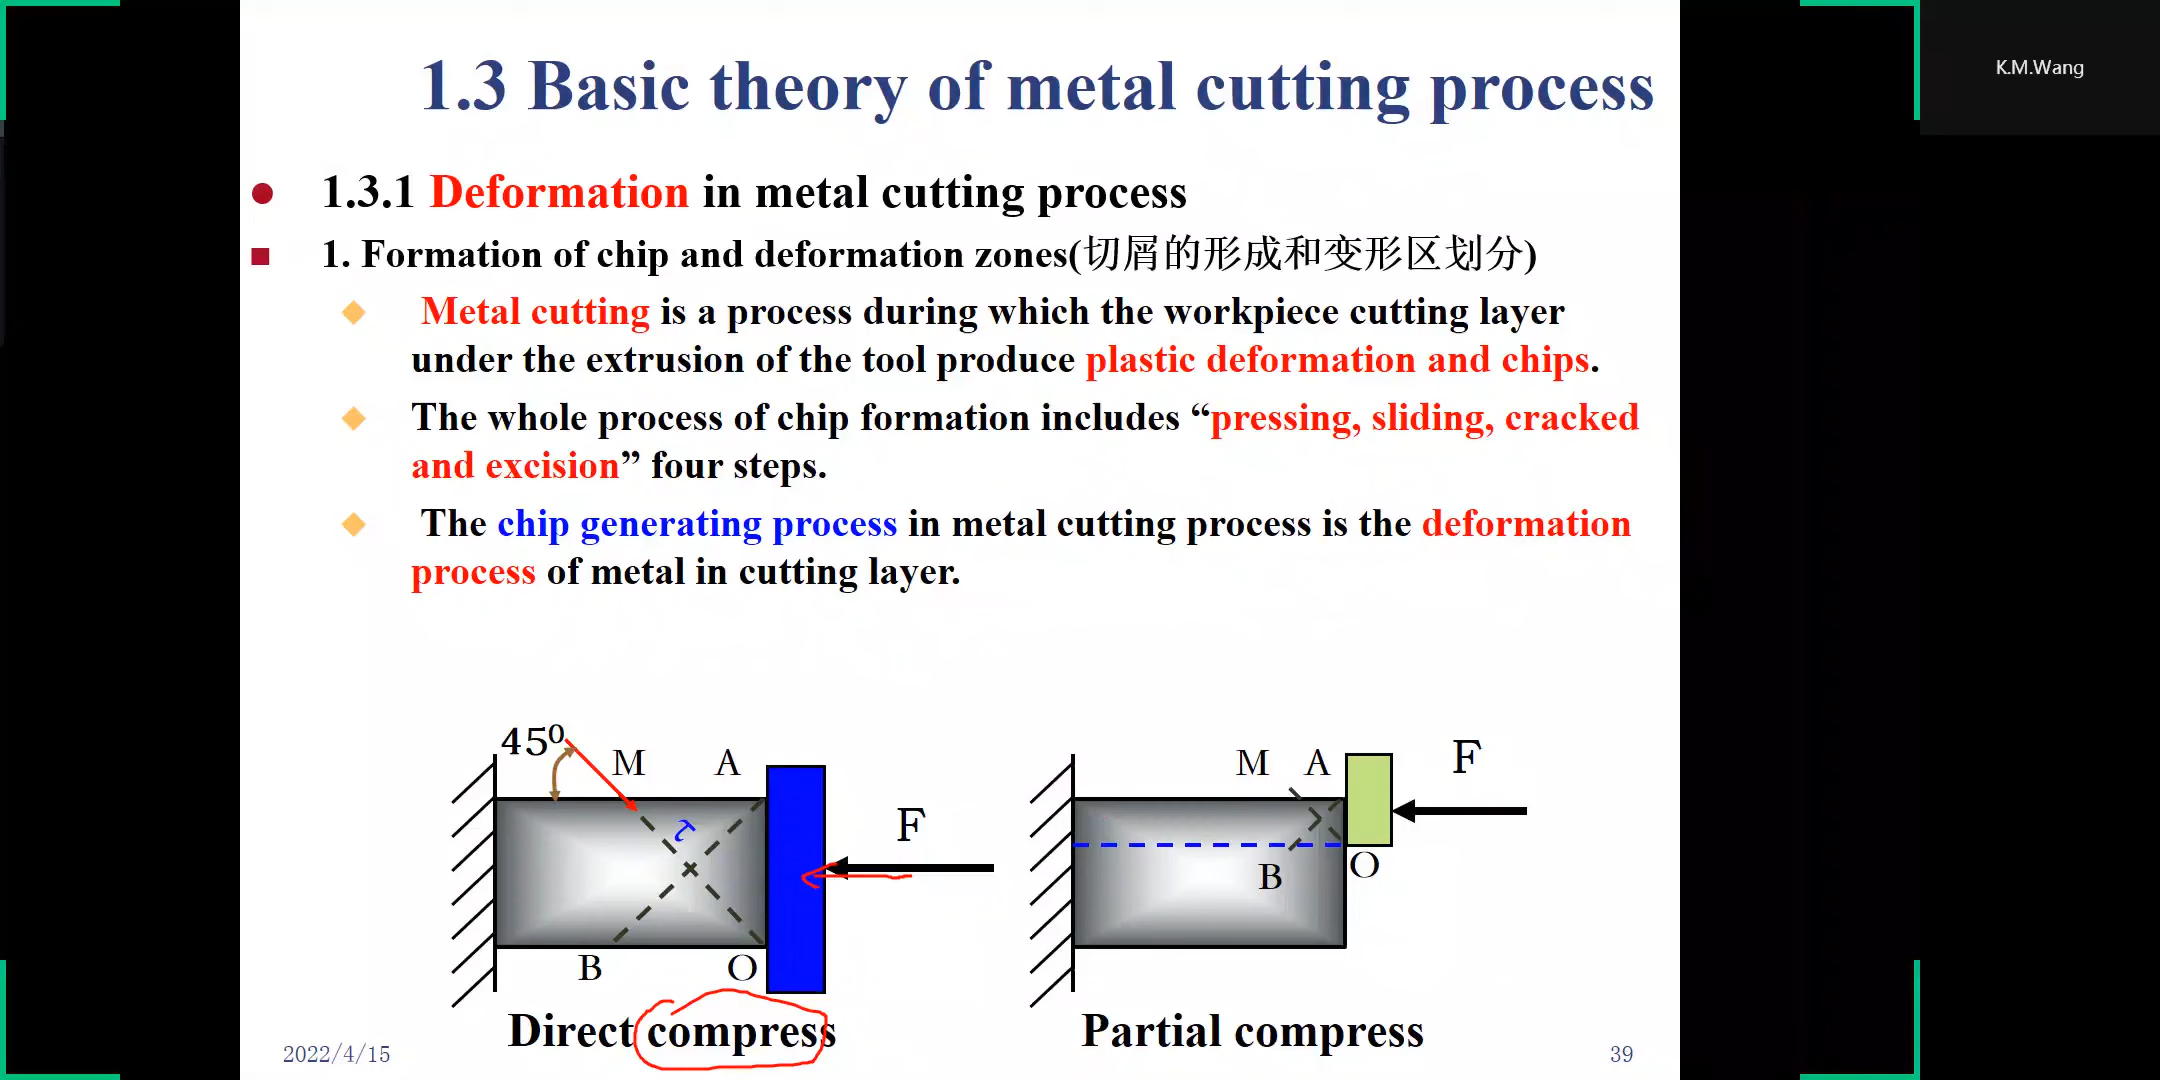 1.3 Basic theory of metal cutting process
K.M.Wang
1.3.1 Deformation in metal cutting process
1. Formation of chip and deformation zones(切屑的形成和变形区划分)
Metal cutting is a process during which the workpiece cutting layer
under the extrusion of the tool produce plastic deformation and chips.
The whole process of chip formation includes “pressing, sliding, cracked
and excision” four steps.
The chip generating process in metal cutting process is the deformation
process of metal in cutting layer.
45⁰
M A
τ
F
B O
Direct compress
M A
F
B O
Partial compress
2022/4/15
39